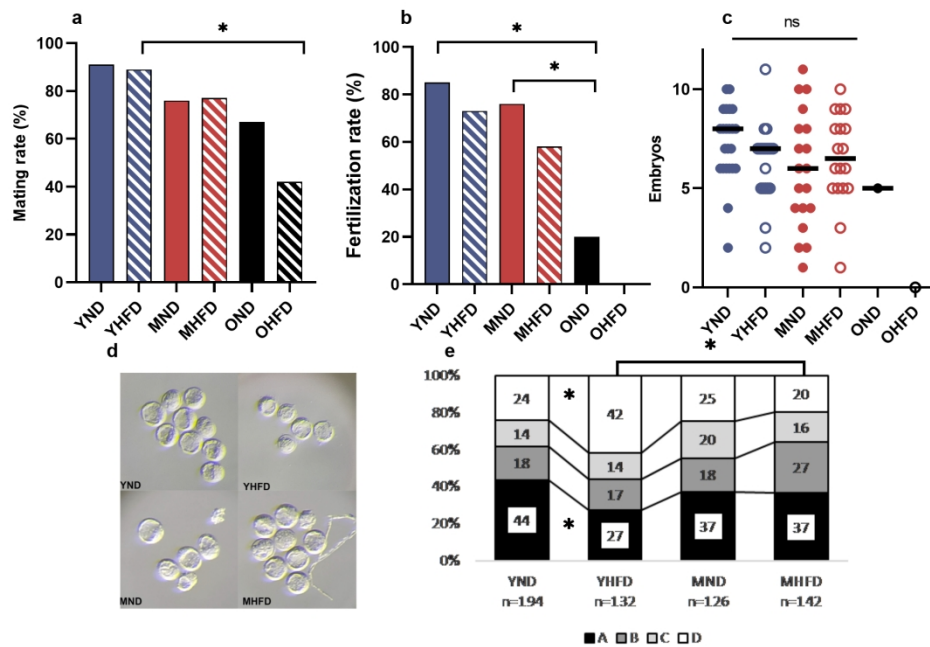 a
*
Mating rate (%)
100
80
60
40
20
0
YND
YHFD
MND
MHFD
OND
OHFD
b
*
*
Fertilization rate (%)
100
80
60
40
20
0
YND
YHFD
MND
MHFD
OND
OHFD
c
ns
Embryos
10
5
0
YND
YHFD
MND
MHFD
OND
OHFD
d
YND
YHFD
MND
MHFD
e
*
100%
80%
60%
40%
20%
0%
24 * 42 25 20
14 14 20 16
18 17 18 27
44 * 27 37 37
YND YHFD MND MHFD
n=194 n=132 n=126 n=142
A B C D